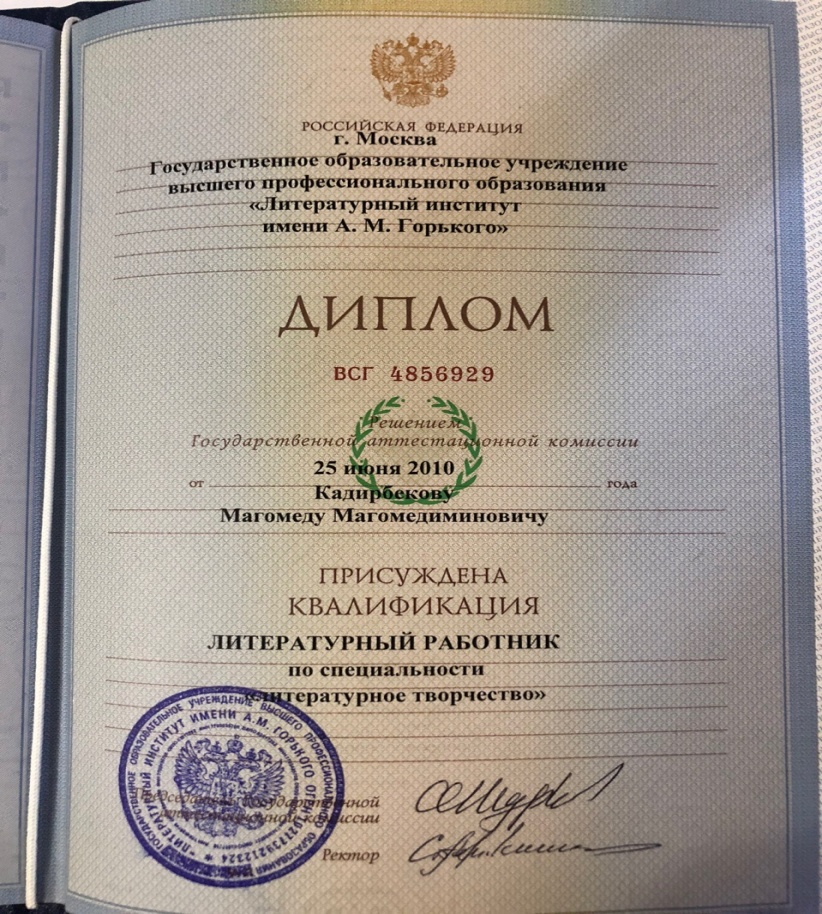 РОССИЙСКАЯ ФЕДЕРАЦИЯ
г. Москва
Государственное образовательное учреждение
высшего профессионального образования
«Литературный институт
имени А. М. Горького»
ДИПЛОМ
ВСГ 4856929
Решением
Государственной аттестационной комиссии
от 25 июня 2010 года
Кадирбекову
Магомеду Магомедиминовичу
ПРИСУЖДЕНА
КВАЛИФИКАЦИЯ
ЛИТЕРАТУРНЫЙ РАБОТНИК
по специальности
«литературное творчество»
Председатель Государственной
аттестационной комиссии
Ректор
ГОСУДАРСТВЕННОЕ ОБРАЗОВАТЕЛЬНОЕ УЧРЕЖДЕНИЕ ВЫСШЕГО ПРОФЕССИОНАЛЬНОГО ОБРАЗОВАНИЯ
«ЛИТЕРАТУРНЫЙ ИНСТИТУТ ИМЕНИ А.М. ГОРЬКОГО